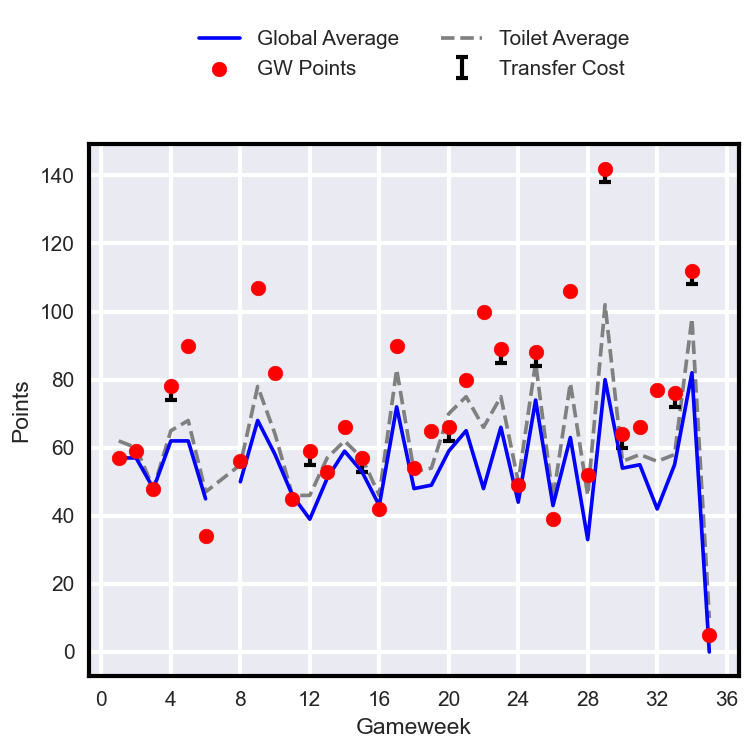 Global Average
Toilet Average
GW Points
Transfer Cost
140
120
100
80
60
40
20
0
Points
0 4 8 12 16 20 24 28 32 36
Gameweek